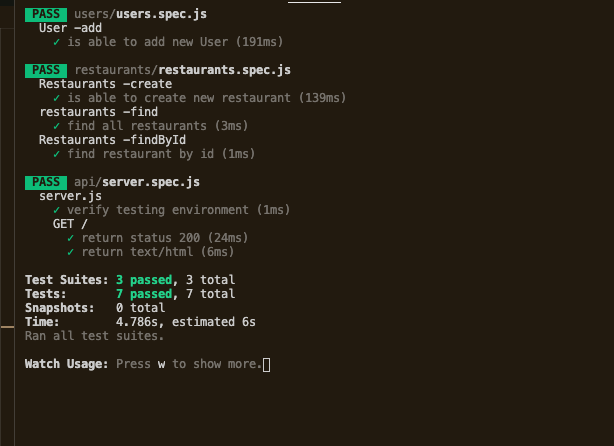 PASS users/users.spec.js
User –add
✓ is able to add new User (191ms)
PASS restaurants/restaurants.spec.js
Restaurants –create
✓ is able to create new restaurant (139ms)
restaurants –find
✓ find all restaurants (3ms)
Restaurants –findById
✓ find restaurant by id (1ms)
PASS api/server.spec.js
server.js
✓ verify testing environment (1ms)
GET /
✓ return status 200 (24ms)
✓ return text/html (6ms)
Test Suites: 3 passed, 3 total
Tests: 7 passed, 7 total
Snapshots: 0 total
Time: 4.786s, estimated 6s
Ran all test suites.
Watch Usage: Press w to show more.